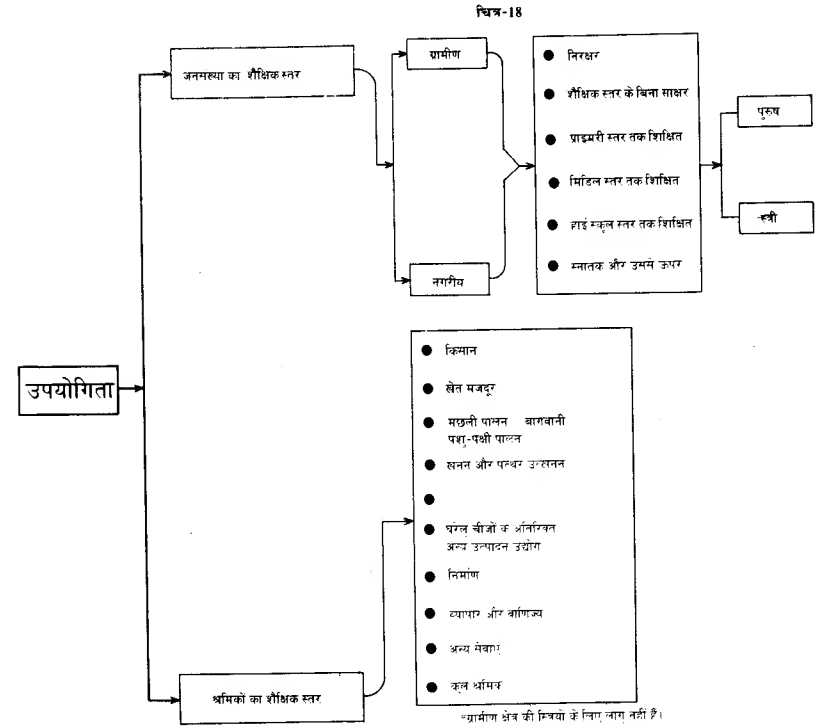 चित्र-18
जनसख्या का शैक्षिक स्तर
ग्रामीण
नगरीय
निरक्षर
शैक्षिक स्तर के बिना साक्षर
प्राइमरी स्तर तक शिक्षित
मिडिल स्तर तक शिक्षित
हाई स्कूल स्तर तक शिक्षित
स्नातक और उससे ऊपर
पुरुष
स्त्री
उपयोगिता
किसान
खेत मजदूर
मछली पालन बागवानी
पशु-पक्षी पालन
खनन और पत्थर उत्खनन
घरेलू चीजों के अतिरिक्त
अन्य उत्पादन उद्योग
निर्माण
व्यापार और वाणिज्य
अन्य सेवाएं
कुल श्रमिक
श्रमिकों का शैक्षिक स्तर
*ग्रामीण क्षेत्र की स्त्रियों के लिए लागू नहीं है।